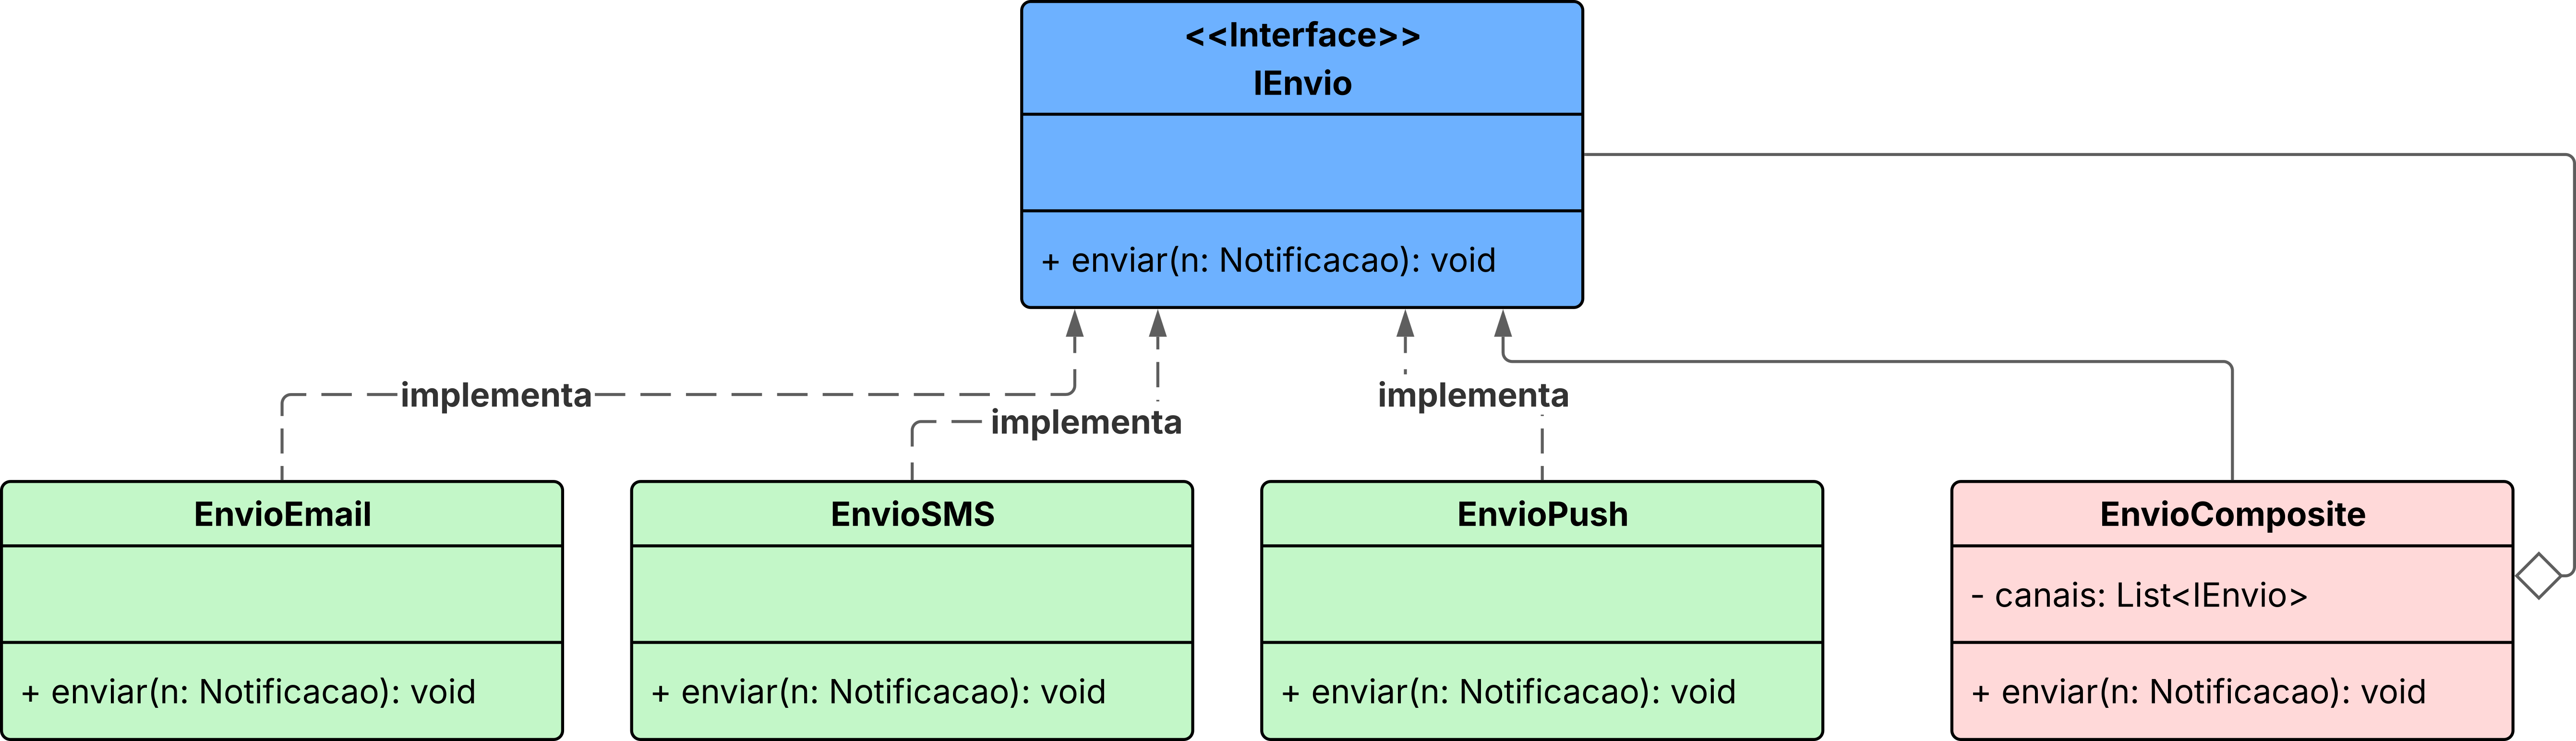 <<Interface>>
IEnvio
+ enviar(n: Notificacao): void
implementa
implementa
implementa
EnvioEmail
+ enviar(n: Notificacao): void
EnvioSMS
+ enviar(n: Notificacao): void
EnvioPush
+ enviar(n: Notificacao): void
EnvioComposite
- canais: List<IEnvio>
+ enviar(n: Notificacao): void